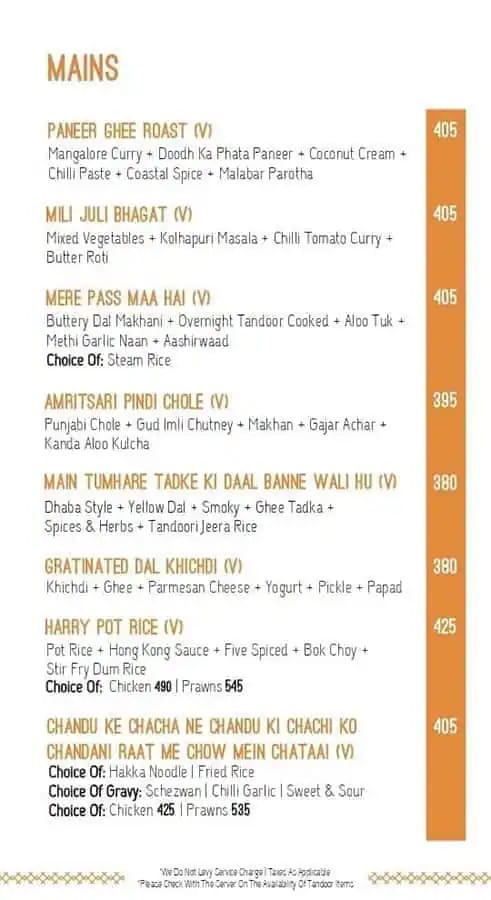 MAINS
PANEER GHEE ROAST (V) 405
Mangalore Curry + Doodh Ka Phata Paneer + Coconut Cream +
Chilli Paste + Coastal Spice + Malabar Parotha
MILI JULI BHAGAT (V) 405
Mixed Vegetables + Kolhapuri Masala + Chilli Tomato Curry +
Butter Roti
MERE PASS MAA HAI (V) 405
Buttery Dal Makhani + Overnight Tandoor Cooked + Aloo Tuk +
Methi Garlic Naan + Aashirwaad
Choice Of: Steam Rice
AMRITSARI PINDI CHOLE (V) 395
Punjabi Chole + Gud Imli Chutney + Makhan + Gajar Achar +
Kanda Aloo Kulcha
MAIN TUMHARE TADKE KI DAAL BANNE WALI HU (V) 380
Dhaba Style + Yellow Dal + Smoky + Ghee Tadka +
Spices & Herbs + Tandoori Jeera Rice
GRATINATED DAL KHICHDI (V) 380
Khichdi + Ghee + Parmesan Cheese + Yogurt + Pickle + Papad
HARRY POT RICE (V) 425
Pot Rice + Hong Kong Sauce + Five Spiced + Bok Choy +
Stir Fry Dum Rice
Choice Of: Chicken 490 | Prawns 545
CHANDU KE CHACHA NE CHANDU KI CHACHI KO 405
CHANDANI RAAT ME CHOW MEIN CHATAAI (V)
Choice Of: Hakka Noodle | Fried Rice
Choice Of Gravy: Schezwan | Chilli Garlic | Sweet & Sour
Choice Of: Chicken 425 | Prawns 535
*We Do Not Levy Service Charge | Taxes As Applicable
*Please Check With The Server On The Availability Of Tandoor Items